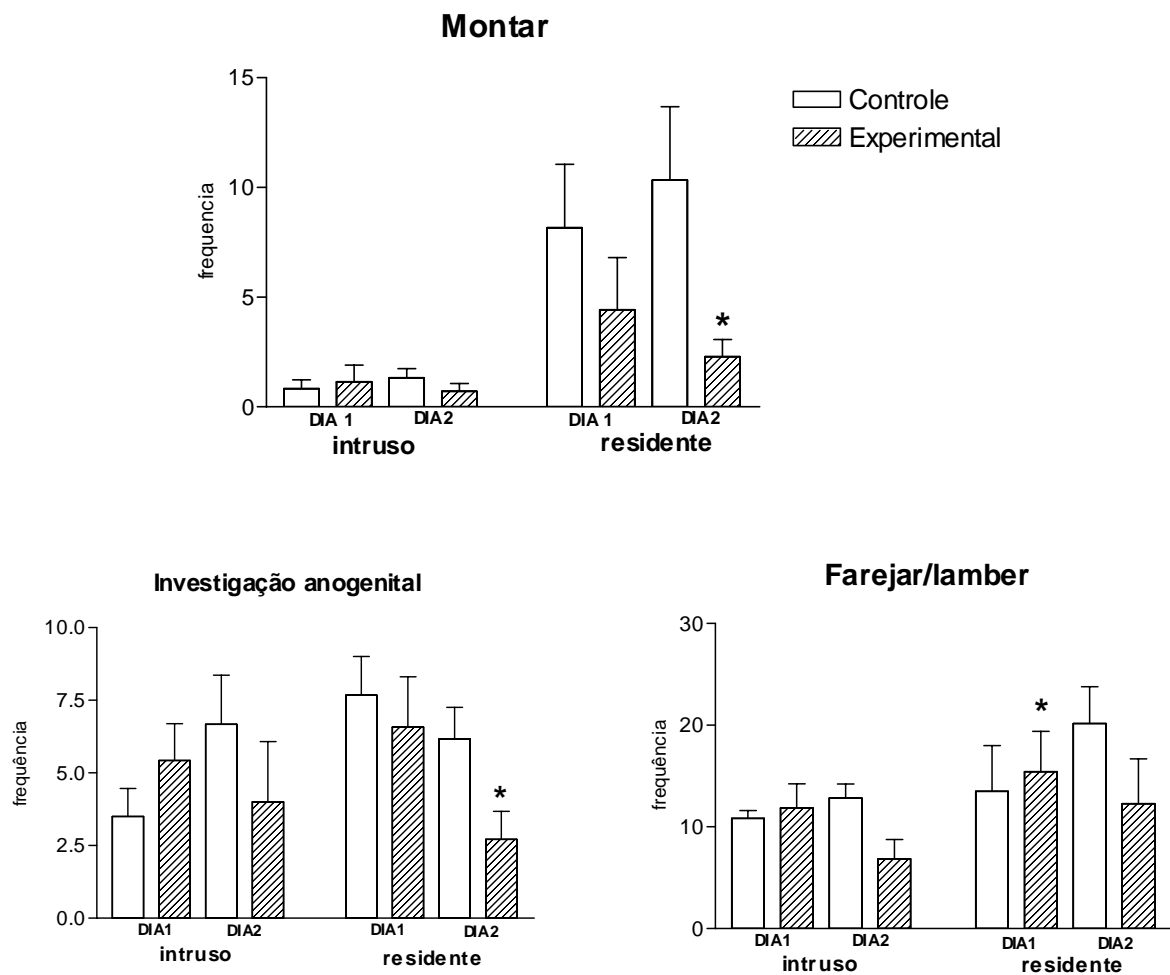 Montar
15
10
5
0
frequencia
Controle
Experimental
*
DIA 1 DIA2 DIA 1 DIA2
intruso residente
Investigação anogenital
10.0
7.5
5.0
2.5
0.0
frequência
*
DIA1 DIA2 DIA1 DIA2
intruso residente
Farejar/lamber
30
20
10
0
frequência
*
DIA1 DIA2 DIA1 DIA2
intruso residente